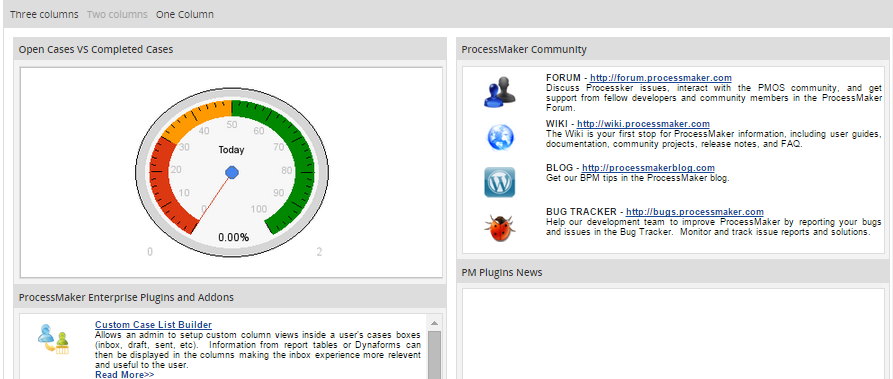 Three columns Two columns One Column
Open Cases VS Completed Cases
0
10
20
30
40
50
60
70
80
90
100
Today
0.00%
0
2
ProcessMaker Enterprise Plugins and Addons
Custom Case List Builder
Allows an admin to setup custom column views inside a user's cases boxes
(inbox, draft, sent, etc). Information from report tables or Dynaforms can
then be displayed in the columns making the inbox experience more relevent
and useful to the user.
Read More>>
ProcessMaker Community
FORUM - http://forum.processmaker.com
Discuss Processker issues, interact with the PMOS community, and get
support from fellow developers and community members in the ProcessMaker
Forum.
WIKI - http://wiki.processmaker.com
The Wiki is your first stop for ProcessMaker information, including user guides,
documentation, community projects, release notes, and FAQ.
BLOG - http://processmakerblog.com
Get our BPM tips in the ProcessMaker blog.
BUG TRACKER - http://bugs.processmaker.com
Help our development team to improve ProcessMaker by reporting your bugs
and issues in the Bug Tracker. Monitor and track issue reports and solutions.
PM Plugins News